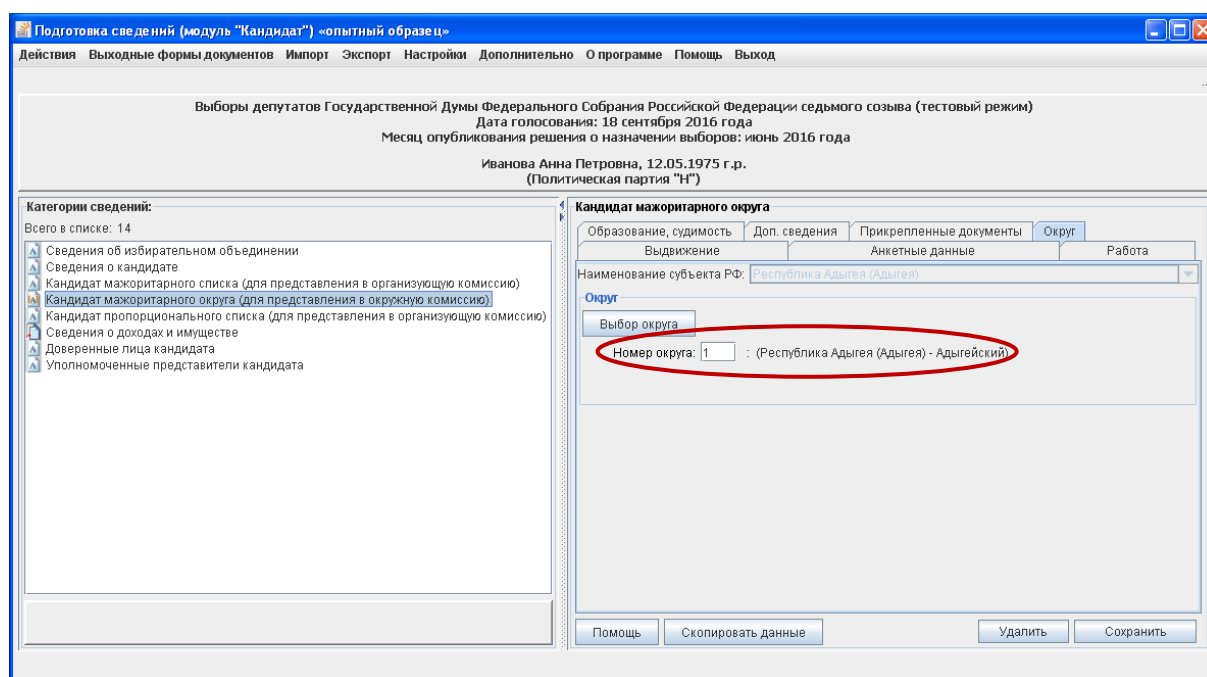 Подготовка сведений (модуль "Кандидат") «опытный образец»
Действия Выходные формы документов Импорт Экспорт Настройки Дополнительно О программе Помощь Выход
Выборы депутатов Государственной Думы Федерального Собрания Российской Федерации седьмого созыва (тестовый режим)
Дата голосования: 18 сентября 2016 года
Месяц опубликования решения о назначении выборов: июнь 2016 года
Иванова Анна Петровна, 12.05.1975 г.р.
(Политическая партия "Н")
Категории сведений:
Всего в списке: 14
Сведения об избирательном объединении
Сведения о кандидате
Кандидат мажоритарного списка (для представления в организующую комиссию)
Кандидат мажоритарного округа (для представления в окружную комиссию)
Кандидат пропорционального списка (для представления в организующую комиссию)
Сведения о доходах и имуществе
Доверенные лица кандидата
Уполномоченные представители кандидата
Кандидат мажоритарного округа
Образование, судимость Доп. сведения Прикрепленные документы Округ
Выдвижение Анкетные данные Работа
Наименование субъекта РФ: Республика Адыгея (Адыгея)
Округ
Выбор округа
Номер округа: 1 : (Республика Адыгея (Адыгея) - Адыгейский)
Помощь Скопировать данные Удалить Сохранить